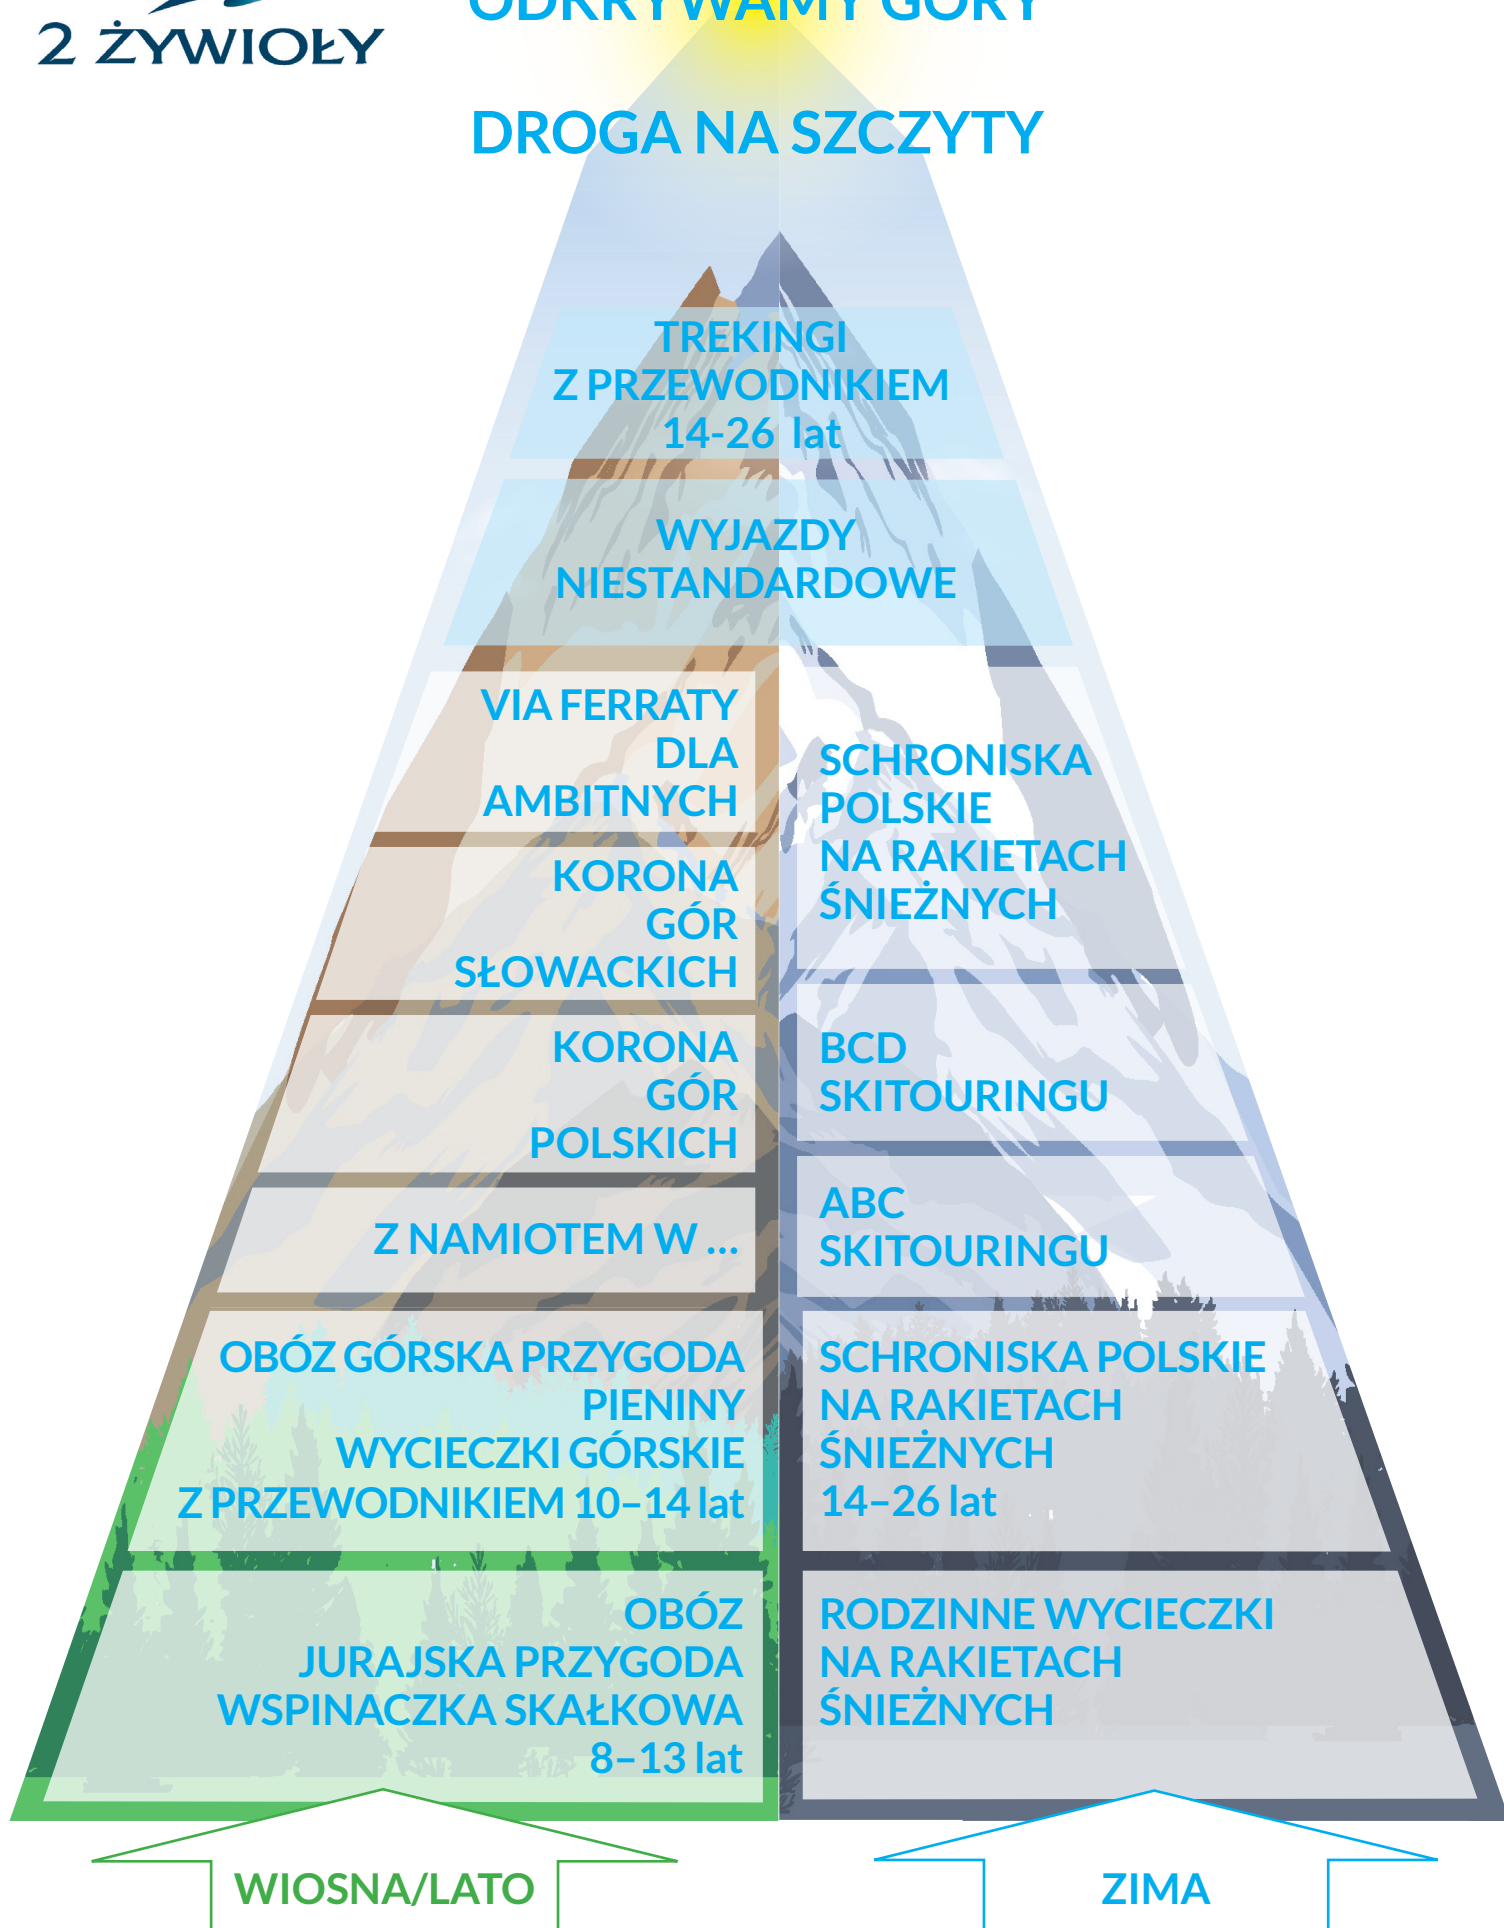 ODKRYWAMY GÓRY
2 ŻYWIOŁY
DROGA NA SZCZYTY
TREKINGI
Z PRZEWODNIKIEM
14-26 lat
WYJAZDY
NIESTANDARDOWE
VIA FERRATY
DLA
AMBITNYCH
KORONA
GÓR
SŁOWACKICH
KORONA
GÓR
POLSKICH
Z NAMIOTEM W ...
OBÓZ GÓRSKA PRZYGODA
PIENINY
WYCIECZKI GÓRSKIE
Z PRZEWODNIKIEM 10–14 lat
OBÓZ
JURAJSKA PRZYGODA
WSPINACZKA SKAŁKOWA
8–13 lat
WIOSNA/LATO
SCHRONISKA
POLSKIE
NA RAKIETACH
ŚNIEŻNYCH
BCD
SKITOURINGU
ABC
SKITOURINGU
SCHRONISKA POLSKIE
NA RAKIETACH
ŚNIEŻNYCH
14–26 lat
RODZINNE WYCIECZKI
NA RAKIETACH
ŚNIEŻNYCH
ZIMA